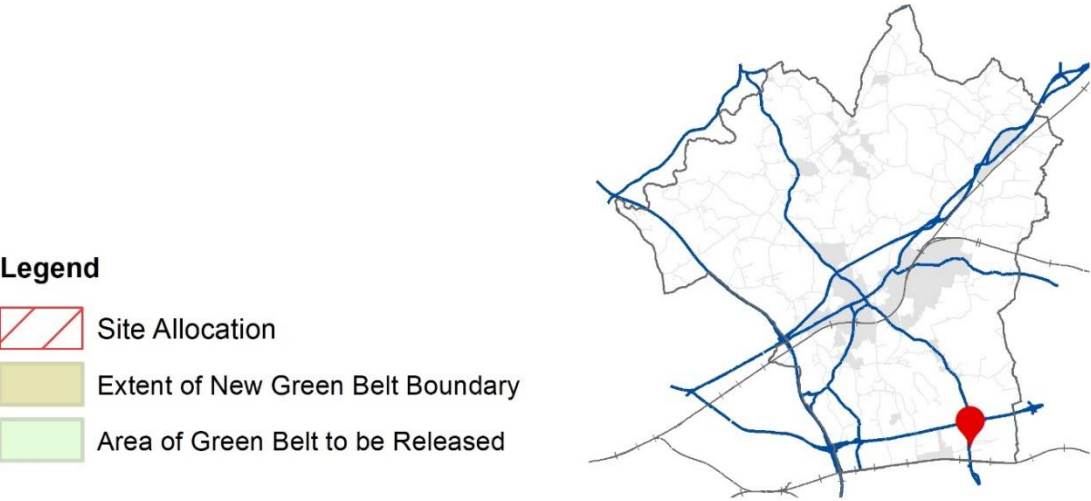 Legend
Site Allocation
Extent of New Green Belt Boundary
Area of Green Belt to be Released